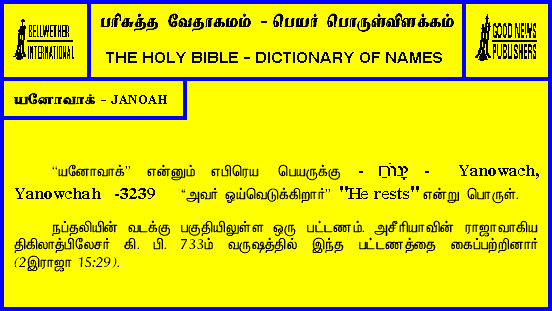 BELLWETHER
INTERNATIONAL
பரிசுத்த வேதாகமம் - பெயர் பொருள்விளக்கம்
THE HOLY BIBLE - DICTIONARY OF NAMES
GOOD NEWS
PUBLISHERS
யனோவாக் - JANOAH
“யனோவாக்” என்னும் எபிரெய பெயருக்கு - - Yanowach,
Yanowchah -3239 “அவர் ஓய்வெடுக்கிறார்” "He rests" என்று பொருள்.
நப்தலியின் வடக்கு பகுதியிலுள்ள ஒரு பட்டணம். அசீரியாவின் ராஜாவாகிய
திகிலாத்பிலேசர் கி. பி. 733ம் வருஷத்தில் இந்த பட்டணத்தை கைப்பற்றினார்
(2இராஜா 15:29).